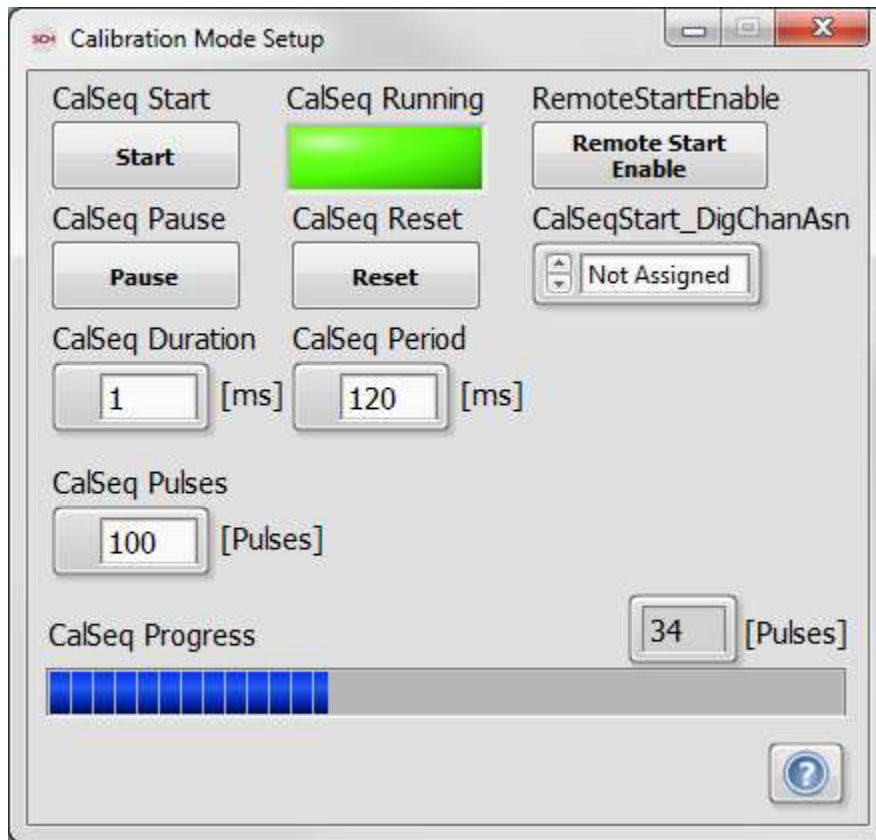 Calibration Mode Setup
CalSeq Start
CalSeq Running
RemoteStartEnable
Start
Remote Start
Enable
CalSeq Pause
CalSeq Reset
CalSeqStart_DigChanAsn
Pause
Reset
Not Assigned
CalSeq Duration
CalSeq Period
1 [ms]
120 [ms]
CalSeq Pulses
100 [Pulses]
CalSeq Progress
34 [Pulses]
?